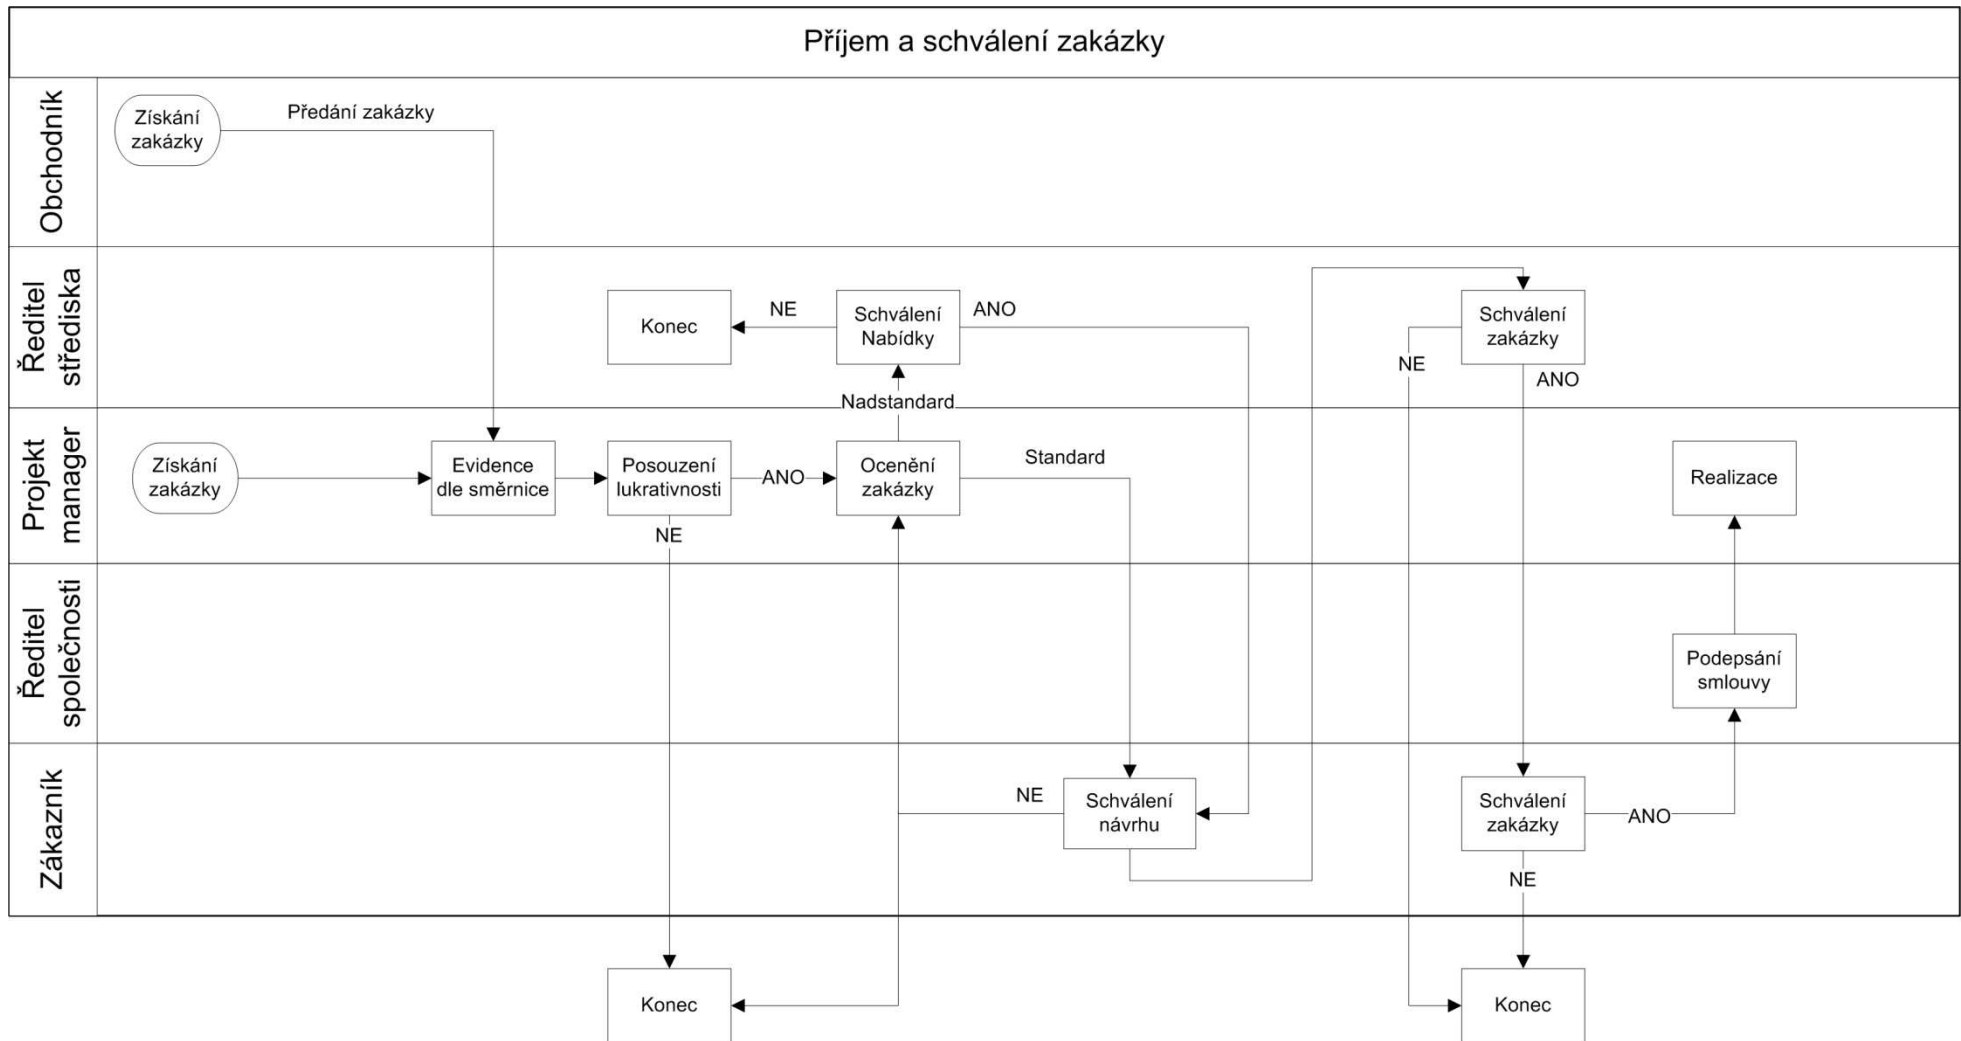 Příjem a schválení zakázky
Obchodník
Získání
zakázky
Předání zakázky
Ředitel
střediska
Konec
NE
Schválení
Nabídky
ANO
Schválení
zakázky
NE
ANO
Nadstandard
Projekt
manager
Získání
zakázky
Evidence
dle směrnice
Posouzení
lukrativnosti
ANO
Ocenění
zakázky
Standard
Realizace
NE
Ředitel
společnosti
Podepsání
smlouvy
Zákazník
NE
Schválení
návrhu
Schválení
zakázky
ANO
NE
Konec
Konec